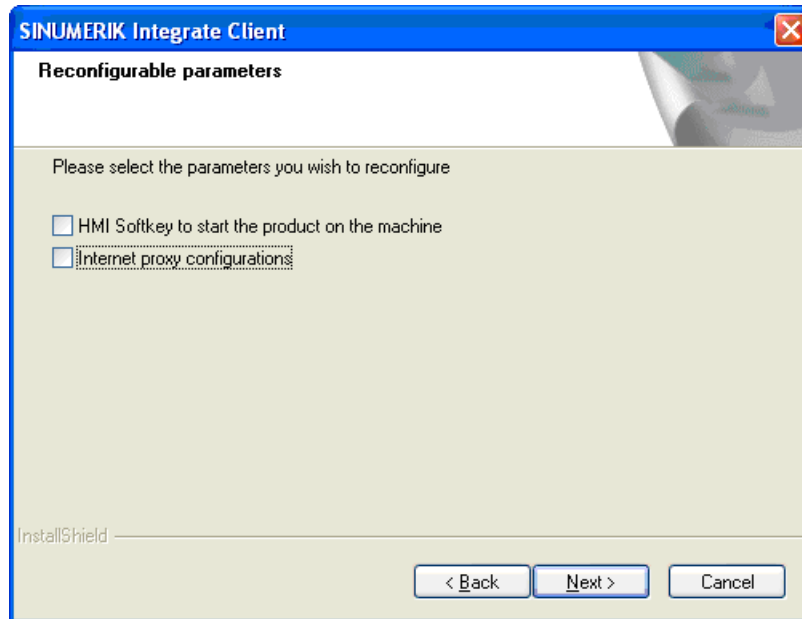 SINUMERIK Integrate Client
Reconfigurable parameters
Please select the parameters you wish to reconfigure
HMI Softkey to start the product on the machine
Internet proxy configurations
InstallShield
< Back
Next >
Cancel